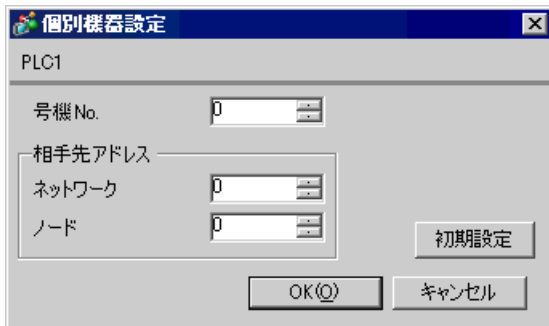 個別機器設定
PLC1
号機No. 0
相手先アドレス
ネットワーク 0
ノード 0
初期設定
OK(O) キャンセル